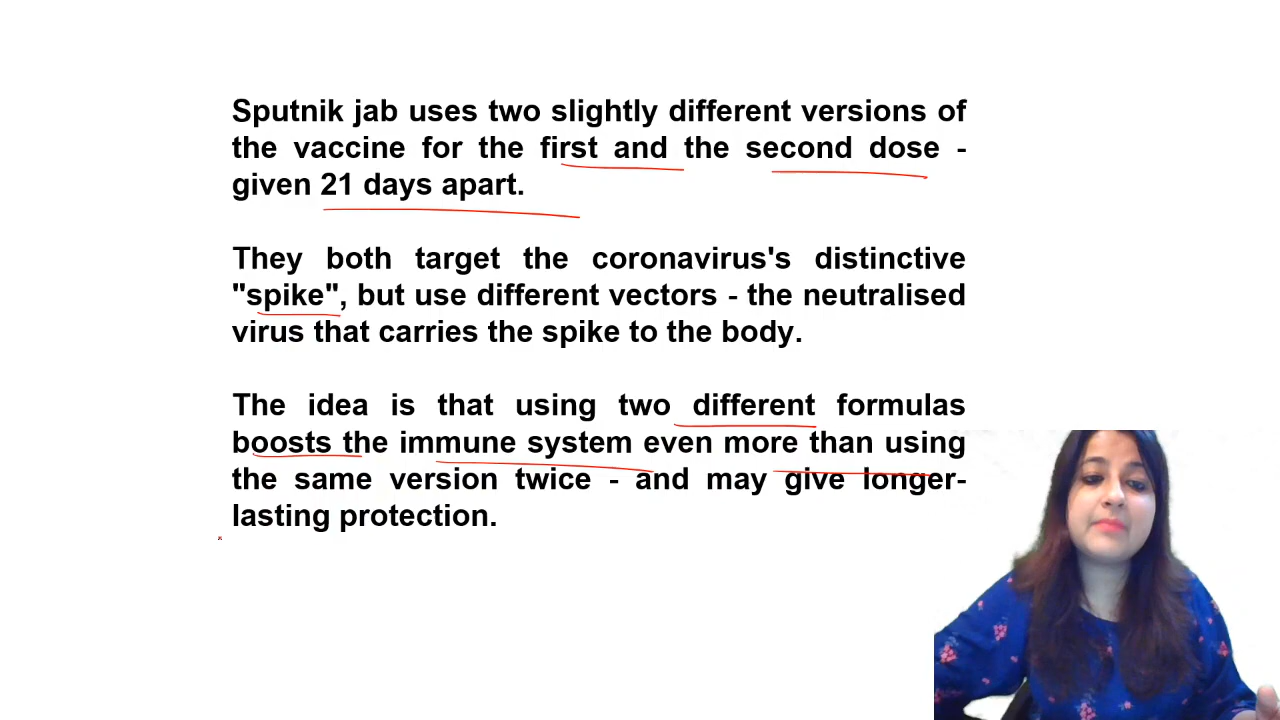 Sputnik jab uses two slightly different versions of
the vaccine for the first and the second dose -
given 21 days apart.
They both target the coronavirus's distinctive
"spike", but use different vectors - the neutralised
virus that carries the spike to the body.
The idea is that using two different formulas
boosts the immune system even more than using
the same version twice - and may give longer-
lasting protection.